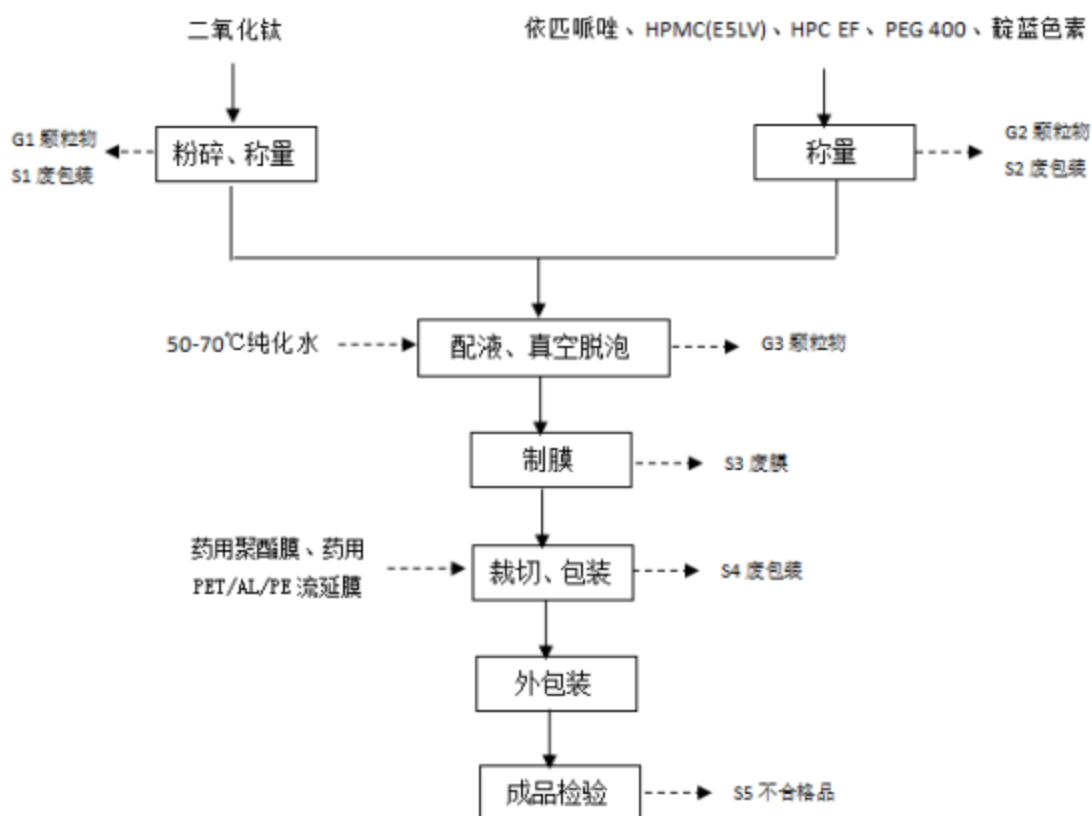 二氧化钛
依匹哌唑、HPMC(E5LV)、HPC EF、PEG 400、靛蓝色素
G1 颗粒物
S1 废包装
粉碎、称量
称量
G2 颗粒物
S2 废包装
50-70℃纯化水
配液、真空脱泡
G3 颗粒物
制膜
S3 废膜
药用聚酯膜、药用
PET/AL/PE 流延膜
裁切、包装
S4 废包装
外包装
成品检验
S5 不合格品